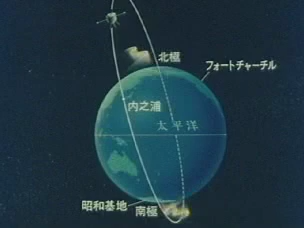 北極
フォートチャーチル
内之浦
太平洋
昭和基地
南極